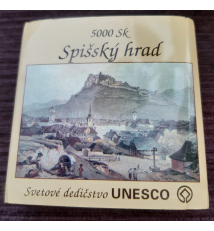 5000 Sk
Spišský hrad
Svetové dedičstvo UNESCO